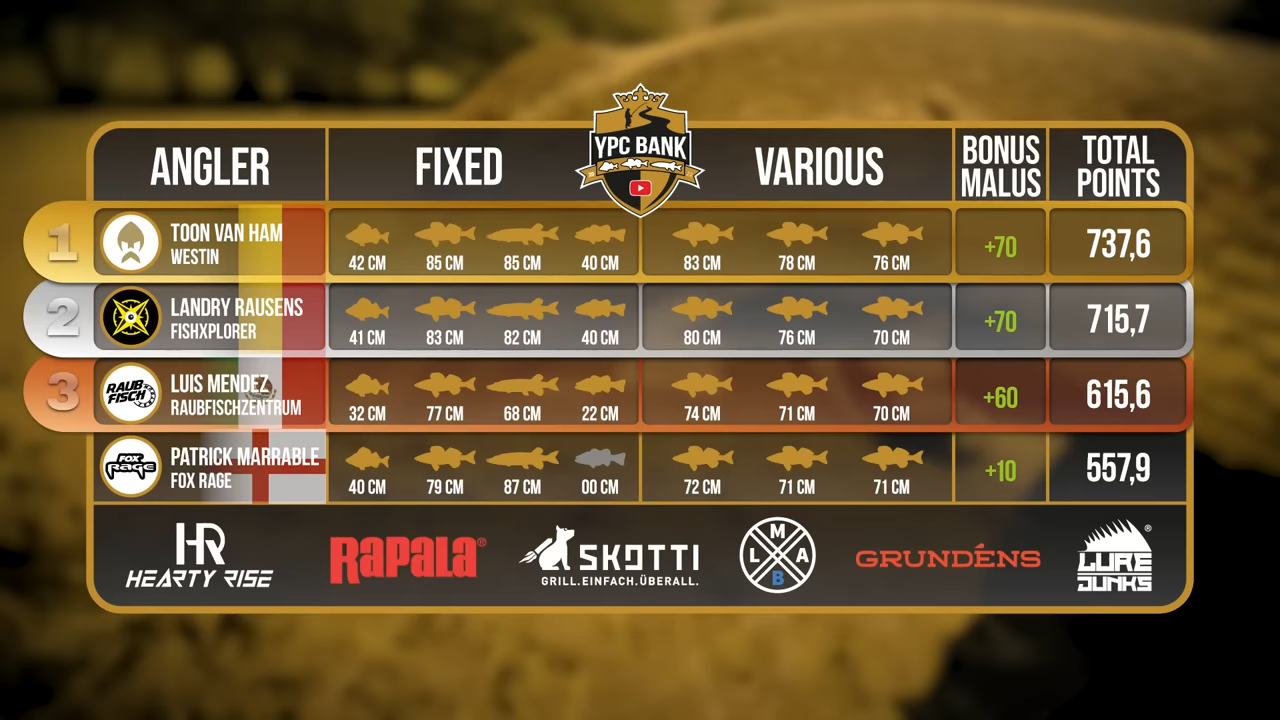 YPC BANK
ANGLER FIXED VARIOUS BONUS MALUS TOTAL POINTS
1 TOON VAN HAM
WESTIN
42 CM 85 CM 85 CM 40 CM 83 CM 78 CM 76 CM +70 737,6
2 LANDRY RAUSENS
FISHXPLORER
41 CM 83 CM 82 CM 40 CM 80 CM 76 CM 70 CM +70 715,7
3 RAUB FISCH LUIS MENDEZ
RAUBFISCHZENTRUM
32 CM 77 CM 68 CM 22 CM 74 CM 71 CM 70 CM +60 615,6
FOX RAGE PATRICK MARRABLE
FOX RAGE
40 CM 79 CM 87 CM 00 CM 72 CM 71 CM 71 CM +10 557,9
HR
HEARTY RISE
RAPALA®
SKOTTI
GRILL.EINFACH.ÜBERALL.
M
L A
B
GRUNDÉNS
LURE®
JUNKS